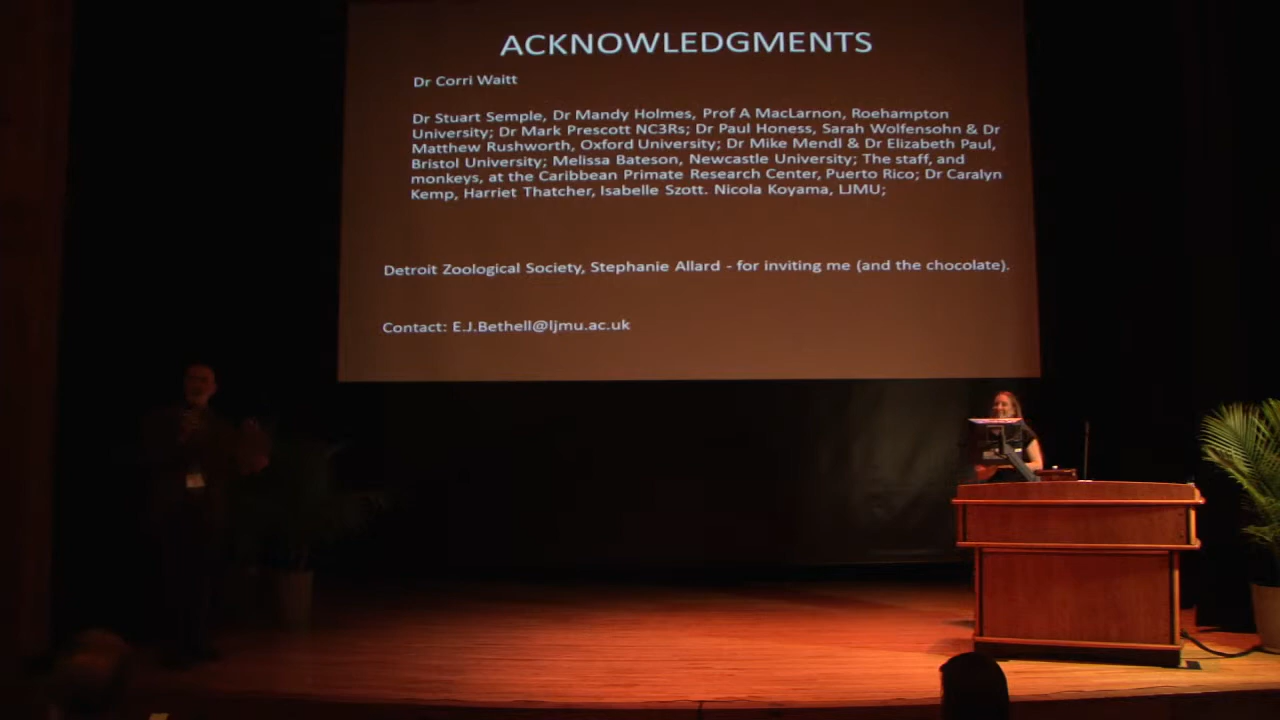 ACKNOWLEDGMENTS
Dr Corri Waitt
Dr Stuart Semple, Dr Mandy Holmes, Prof A MacLarnon, Roehampton
University; Dr Mark Prescott NC3Rs; Dr Paul Honess, Sarah Wolfensohn & Dr
Matthew Rushworth, Oxford University; Dr Mike Mendl & Dr Elizabeth Paul,
Bristol University; Melissa Bateson, Newcastle University; The staff, and
monkeys, at the Caribbean Primate Research Center, Puerto Rico; Dr Caralyn
Kemp, Harriet Thatcher, Isabelle Szott. Nicola Koyama, LJMU;
Detroit Zoological Society, Stephanie Allard - for inviting me (and the chocolate).
Contact: E.J.Bethell@ljmu.ac.uk